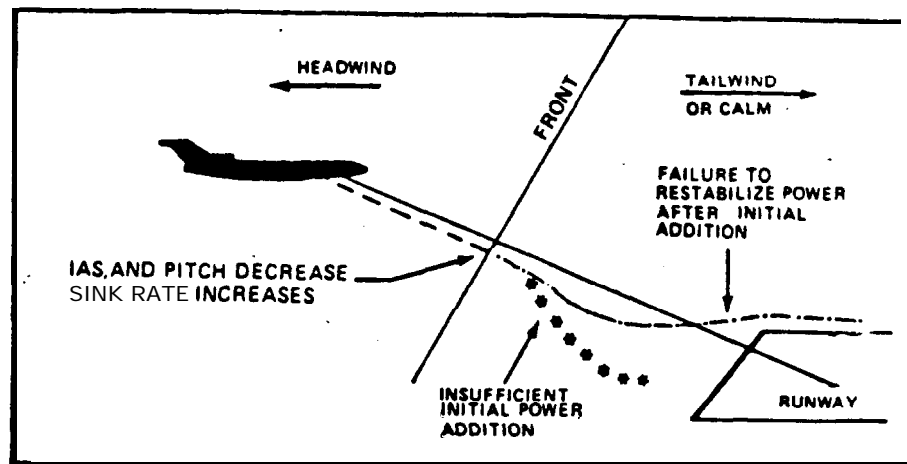 HEADWIND
FRONT
TAILWIND
OR CALM
FAILURE TO
RESTABILIZE POWER
AFTER INITIAL
ADDITION
IAS, AND PITCH DECREASE
SINK RATE INCREASES
INSUFFICIENT
INITIAL POWER
ADDITION
RUNWAY